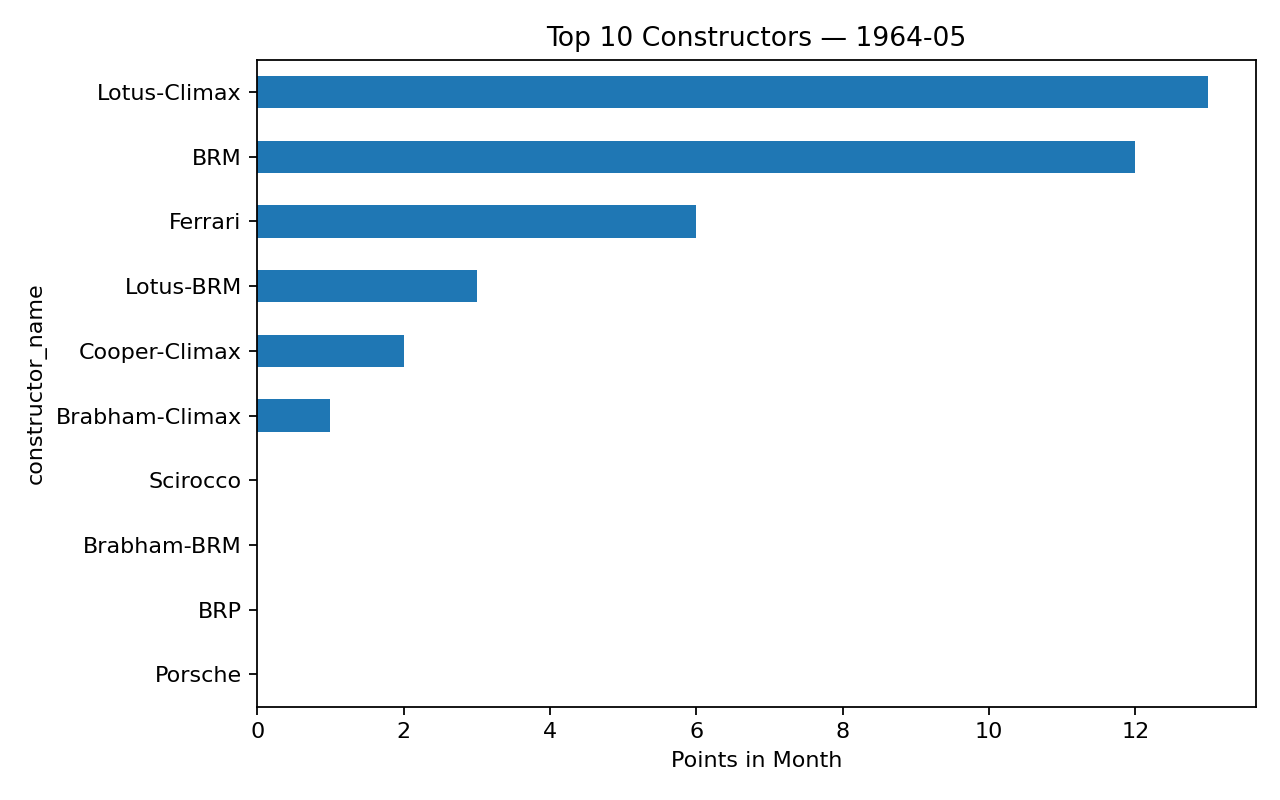 Top 10 Constructors — 1964-05
constructor_name
Lotus-Climax
BRM
Ferrari
Lotus-BRM
Cooper-Climax
Brabham-Climax
Scirocco
Brabham-BRM
BRP
Porsche
0 2 4 6 8 10 12
Points in Month